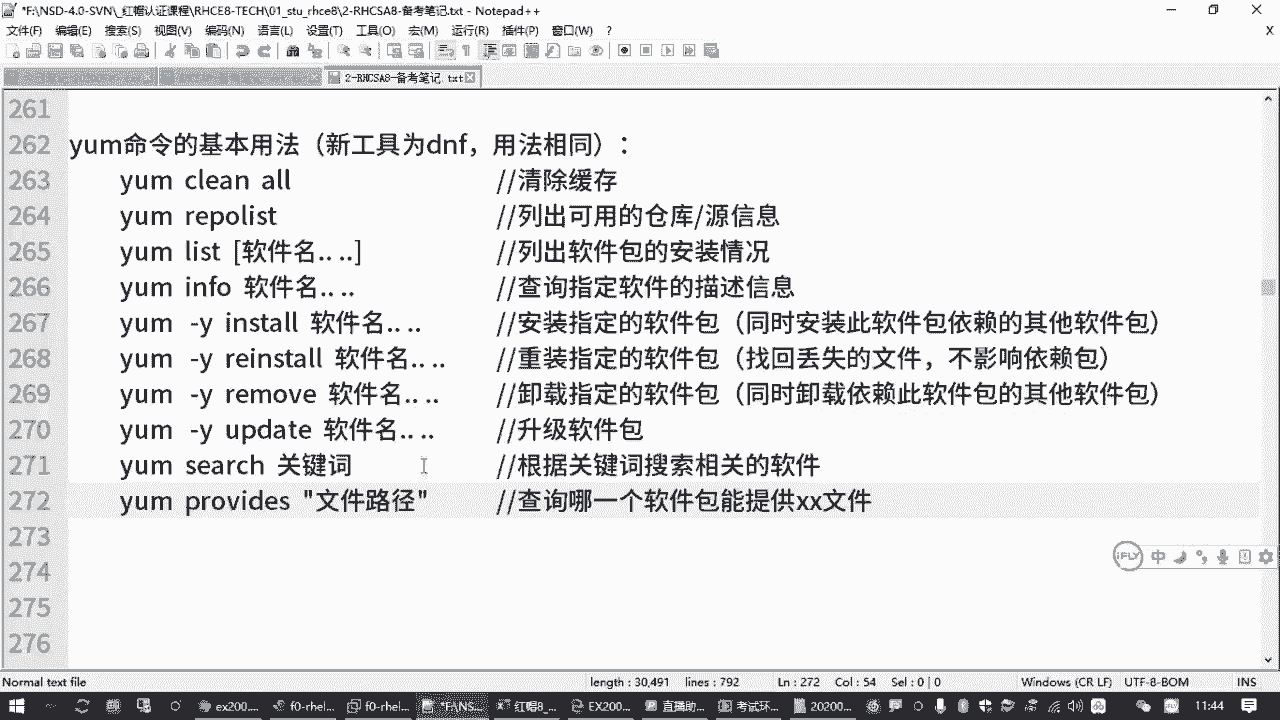 *F:\NSD-4.0-SVN\_红帽认证课程\RHCE8-TECH\01_stu_rhce8\2-RHCSA8-备考笔记.txt - Notepad++
文件(F) 编辑(E) 搜索(S) 视图(V) 编码(N) 语言(L) 设置(T) 工具(O) 宏(M) 运行(R) 插件(P) 窗口(W) ? X
2-RHCSA8-备考笔记.txt
261
262 yum命令的基本用法（新工具为dnf，用法相同）：
263 yum clean all //清除缓存
264 yum repolist //列出可用的仓库/源信息
265 yum list [软件名.. ..] //列出软件包的安装情况
266 yum info 软件名.. .. //查询指定软件的描述信息
267 yum -y install 软件名.. .. //安装指定的软件包（同时安装此软件包依赖的其他软件包）
268 yum -y reinstall 软件名.. .. //重装指定的软件包（找回丢失的文件，不影响依赖包）
269 yum -y remove 软件名.. .. //卸载指定的软件包（同时卸载依赖此软件包的其他软件包）
270 yum -y update 软件名.. .. //升级软件包
271 yum search 关键词 //根据关键词搜索相关的软件
272 yum provides "文件路径" //查询哪一个软件包能提供xx文件
273
274
275
276
iFLY 中
Normal text file length : 30,491 lines : 792 Ln : 272 Col : 54 Sel : 0 | 0 Windows (CR LF) UTF-8-BOM INS
ex200... f0-rhel... f0-rhel... *F:\NS... 红帽8_... EX200... 直播助... 考试环... 20200... 11:44